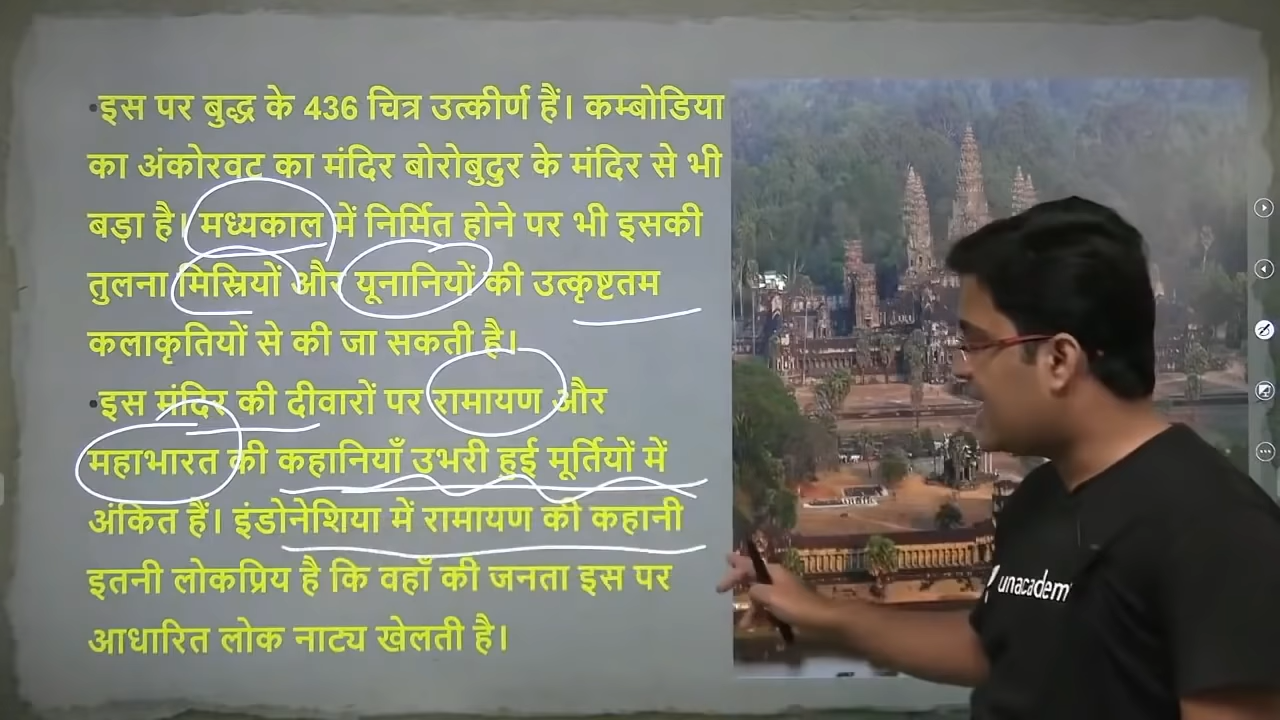 •इस पर बुद्ध के 436 चित्र उत्कीर्ण हैं। कम्बोडिया
का अंकोरवट का मंदिर बोरोबुदुर के मंदिर से भी
बड़ा है। मध्यकाल में निर्मित होने पर भी इसकी
तुलना मिस्रियों और यूनानियों की उत्कृष्टतम
कलाकृतियों से की जा सकती है।
•इस मंदिर की दीवारों पर रामायण और
महाभारत की कहानियाँ उभरी हुई मूर्तियों में
अंकित हैं। इंडोनेशिया में रामायण की कहानी
इतनी लोकप्रिय है कि वहाँ की जनता इस पर
आधारित लोक नाट्य खेलती है।
unacadem